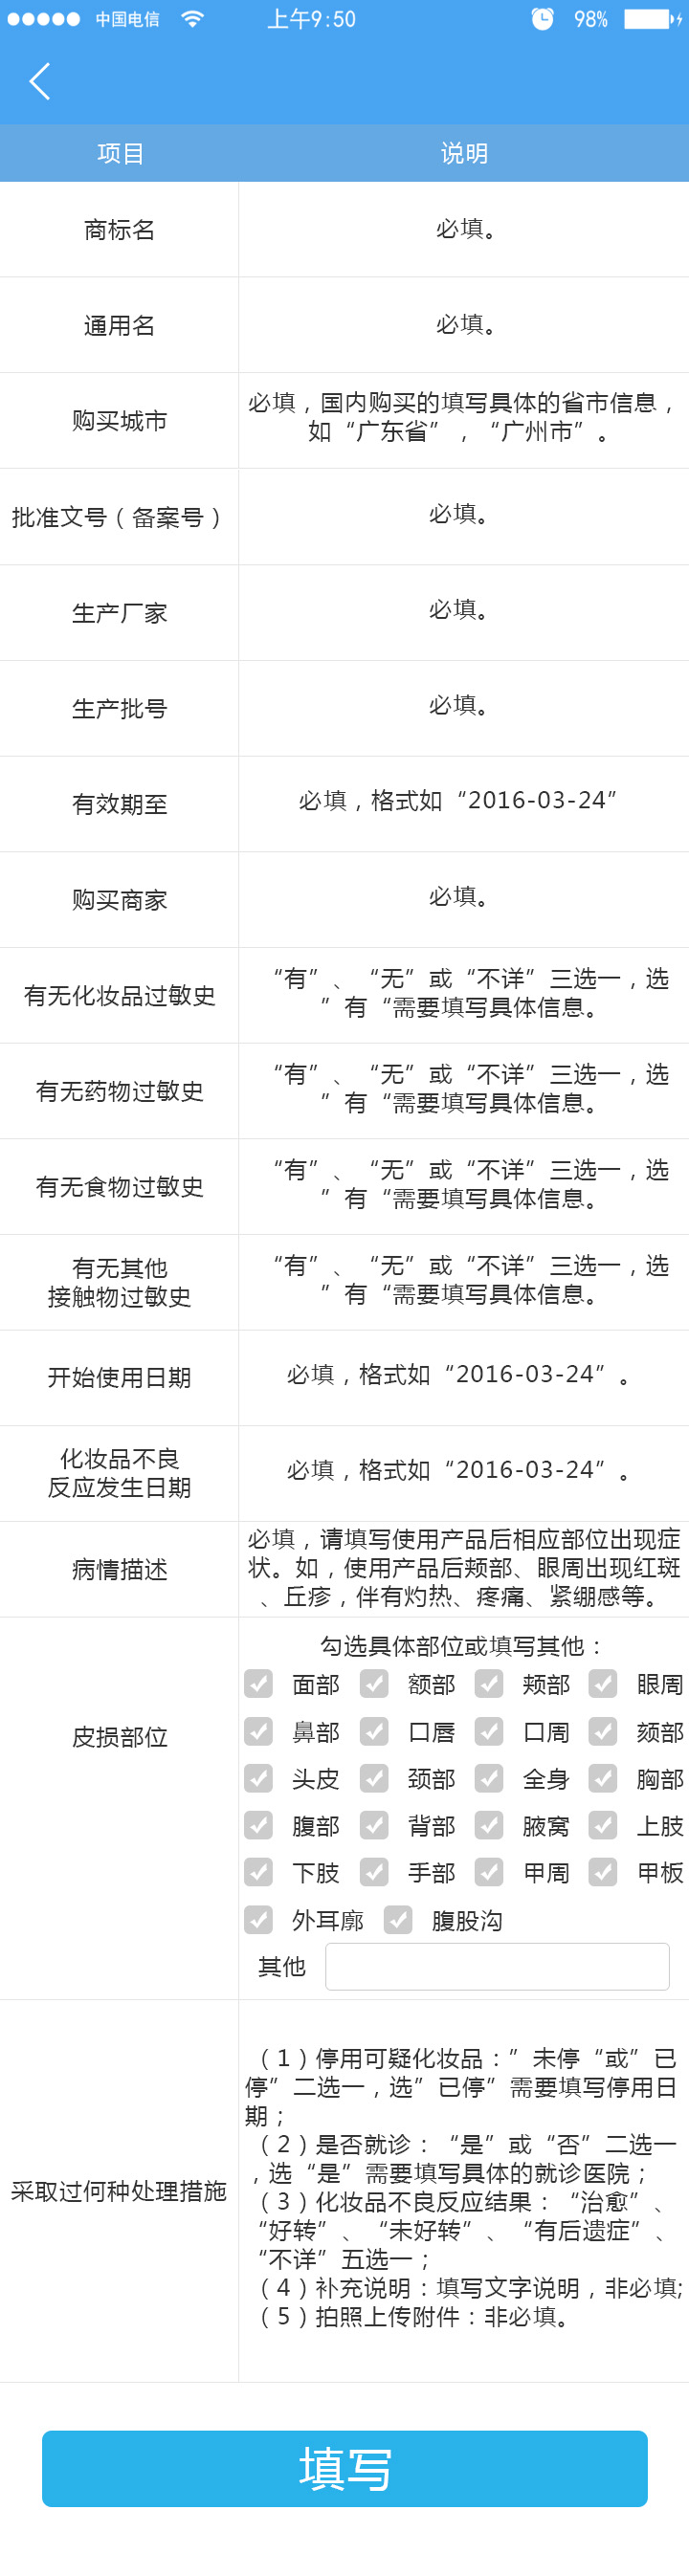 中国电信 上午9:50 98%
项目 说明
商标名 必填。
通用名 必填。
购买城市
必填，国内购买的填写具体的省市信息，
如“广东省”，“广州市”。
批准文号（备案号） 必填。
生产厂家 必填。
生产批号 必填。
有效期至 必填，格式如“2016-03-24”
购买商家 必填。
有无化妆品过敏史
“有”、“无”或“不详”三选一，选
”有“需要填写具体信息。
有无药物过敏史
“有”、“无”或“不详”三选一，选
”有“需要填写具体信息。
有无食物过敏史
“有”、“无”或“不详”三选一，选
”有“需要填写具体信息。
有无其他
接触物过敏史
“有”、“无”或“不详”三选一，选
”有“需要填写具体信息。
开始使用日期 必填，格式如“2016-03-24”。
化妆品不良
反应发生日期
必填，格式如“2016-03-24”。
病情描述
必填，请填写使用产品后相应部位出现症
状。如，使用产品后颊部、眼周出现红斑
、丘疹，伴有灼热、疼痛、紧绷感等。
皮损部位
勾选具体部位或填写其他：
面部 额部 颊部 眼周
鼻部 口唇 口周 颏部
头皮 颈部 全身 胸部
腹部 背部 腋窝 上肢
下肢 手部 甲周 甲板
外耳廓 腹股沟
其他
采取过何种处理措施
（1）停用可疑化妆品：”未停“或”已
停”二选一，选”已停”需要填写停用日
期；
（2）是否就诊：“是”或“否”二选一
，选“是”需要填写具体的就诊医院；
（3）化妆品不良反应结果：“治愈”、
“好转”、“未好转”、“有后遗症”、
“不详”五选一；
（4）补充说明：填写文字说明，非必填;
（5）拍照上传附件：非必填。
填写